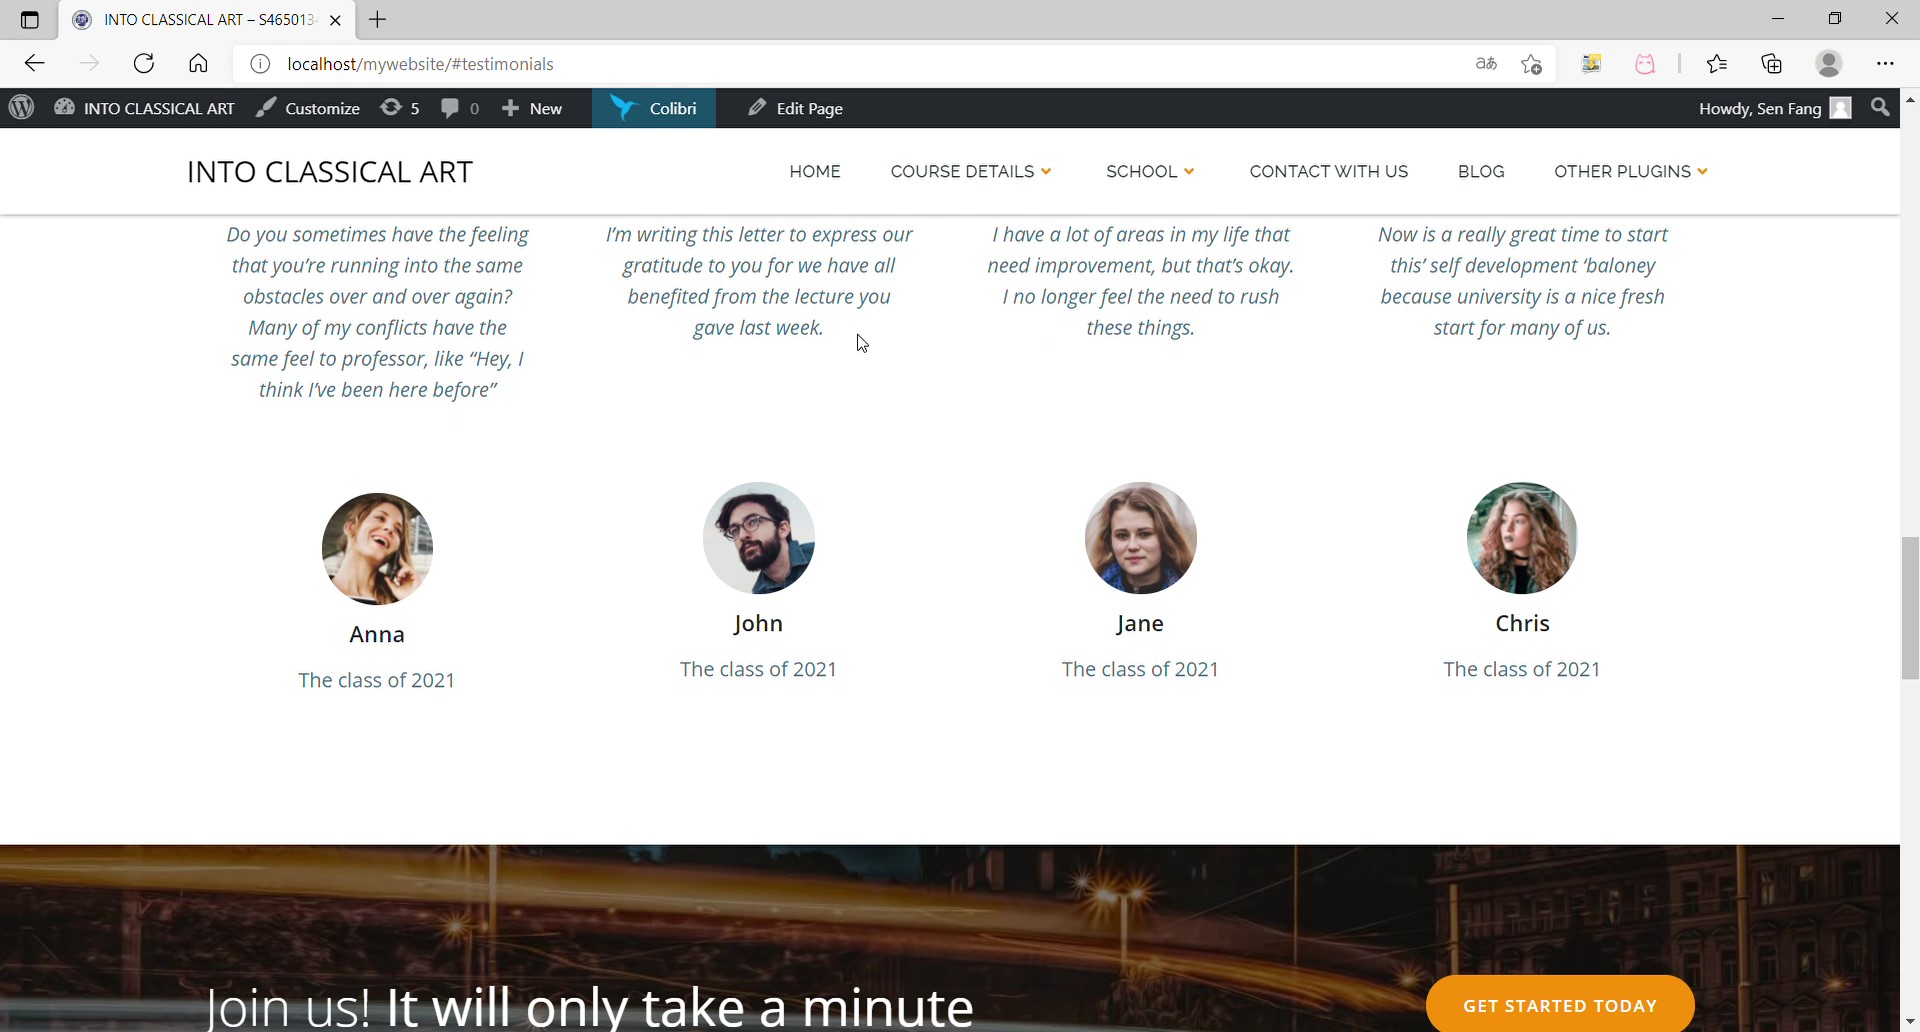 INTO CLASSICAL ART – S465013
localhost/mywebsite/#testimonials
aあ
INTO CLASSICAL ART Customize 5 0 New Colibri Edit Page Howdy, Sen Fang
INTO CLASSICAL ART HOME COURSE DETAILS SCHOOL CONTACT WITH US BLOG OTHER PLUGINS
Do you sometimes have the feeling
that you’re running into the same
obstacles over and over again?
Many of my conflicts have the
same feel to professor, like “Hey, I
think I’ve been here before”
I’m writing this letter to express our
gratitude to you for we have all
benefited from the lecture you
gave last week.
I have a lot of areas in my life that
need improvement, but that’s okay.
I no longer feel the need to rush
these things.
Now is a really great time to start
this’ self development ‘baloney
because university is a nice fresh
start for many of us.
Anna
The class of 2021
John
The class of 2021
Jane
The class of 2021
Chris
The class of 2021
Join us! It will only take a minute
GET STARTED TODAY